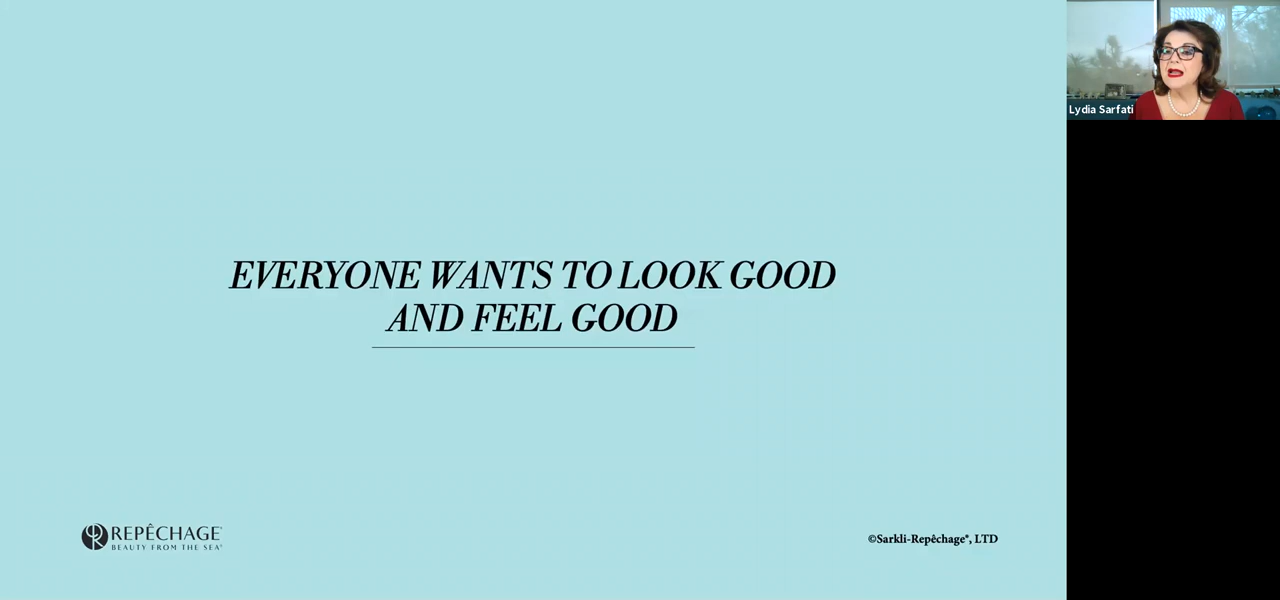 Lydia Sarfati
EVERYONE WANTS TO LOOK GOOD
AND FEEL GOOD
REPÊCHAGE®
BEAUTY FROM THE SEA®
©Sarkli-Repêchage®, LTD